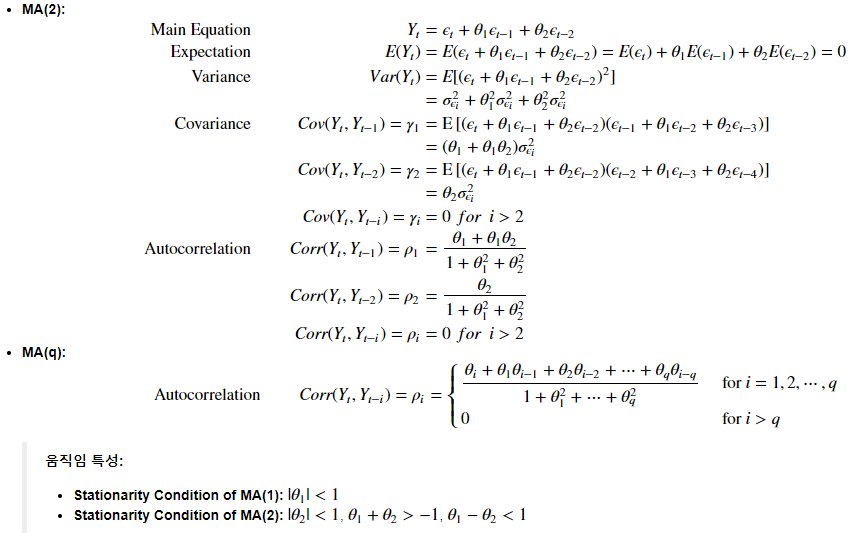 • MA(2):
Main Equation Y_t = ϵ_t + θ_1ϵ_{t−1} + θ_2ϵ_{t−2}
Expectation E(Y_t) = E(ϵ_t + θ_1ϵ_{t−1} + θ_2ϵ_{t−2}) = E(ϵ_t) + θ_1E(ϵ_{t−1}) + θ_2E(ϵ_{t−2}) = 0
Variance Var(Y_t) = E[(ϵ_t + θ_1ϵ_{t−1} + θ_2ϵ_{t−2})^2]
= σ_{ϵ_i}^2 + θ_1^2σ_{ϵ_i}^2 + θ_2^2σ_{ϵ_i}^2
Covariance Cov(Y_t, Y_{t−1}) = γ_1 = E[(ϵ_t + θ_1ϵ_{t−1} + θ_2ϵ_{t−2})(ϵ_{t−1} + θ_1ϵ_{t−2} + θ_2ϵ_{t−3})]
= (θ_1 + θ_1θ_2)σ_{ϵ_i}^2
Cov(Y_t, Y_{t−2}) = γ_2 = E[(ϵ_t + θ_1ϵ_{t−1} + θ_2ϵ_{t−2})(ϵ_{t−2} + θ_1ϵ_{t−3} + θ_2ϵ_{t−4})]
= θ_2σ_{ϵ_i}^2
Cov(Y_t, Y_{t−i}) = γ_i = 0 for i > 2
Autocorrelation Corr(Y_t, Y_{t−1}) = ρ_1 = \frac{θ_1 + θ_1θ_2}{1 + θ_1^2 + θ_2^2}
Corr(Y_t, Y_{t−2}) = ρ_2 = \frac{θ_2}{1 + θ_1^2 + θ_2^2}
Corr(Y_t, Y_{t−i}) = ρ_i = 0 for i > 2
• MA(q):
Autocorrelation Corr(Y_t, Y_{t−i}) = ρ_i = { \frac{θ_i + θ_1θ_{i−1} + θ_2θ_{i−2} + ⋯ + θ_qθ_{i−q}}{1 + θ_1^2 + ⋯ + θ_q^2} for i = 1, 2, ⋯, q
0 for i > q
움직임 특성:
• Stationarity Condition of MA(1): |θ_1| < 1
• Stationarity Condition of MA(2): |θ_2| < 1, θ_1 + θ_2 > −1, θ_1 − θ_2 < 1